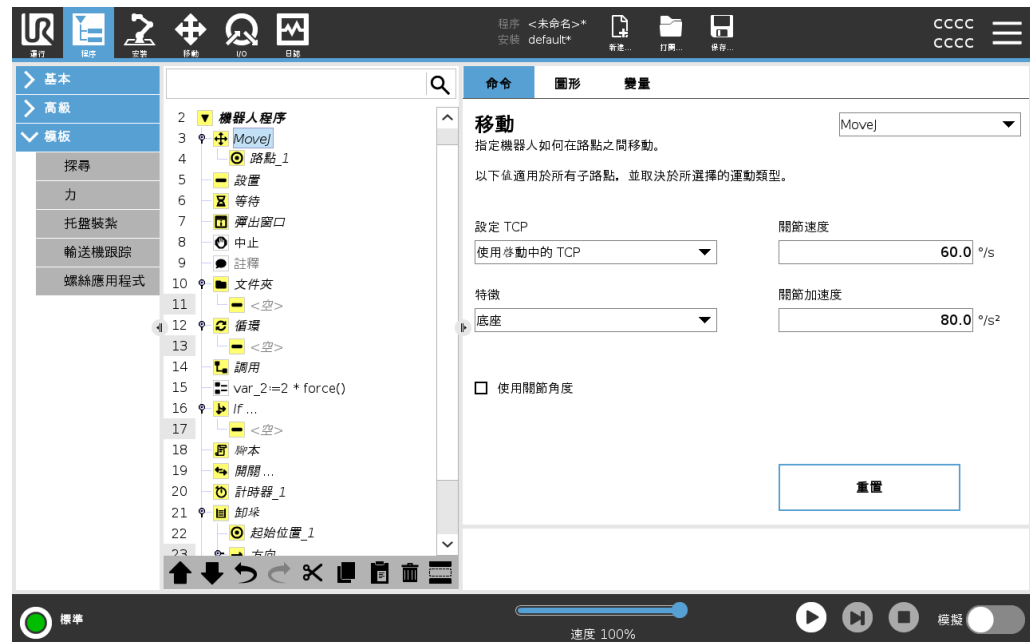 UR
運行
程序
安裝
移動
I/O
日誌
程序 <未命名>*
安裝 default*
新建...
打開...
保存...
CCCC
CCCC
基本
高級
模板
探尋
力
托盤裝紮
輸送機跟踪
螺絲應用程式
2 機器人程序
3 MoveJ
4 路點_1
5 設置
6 等待
7 彈出窗口
8 中止
9 註釋
10 文件夾
11 <空>
12 循環
13 <空>
14 調用
15 var_2:=2 * force()
16 If ...
17 <空>
18 腳本
19 開關 ...
20 計時器_1
21 卸垛
22 起始位置_1
23 方向
命令 圖形 變量
移動
MoveJ
指定機器人如何在路點之間移動。
以下值適用於所有子路點，並取決於所選擇的運動類型。
設定 TCP
關節速度
使用啓動中的 TCP
60.0 °/s
特徵
關節加速度
底座
80.0 °/s²
使用關節角度
重置
標準
速度 100%
模擬